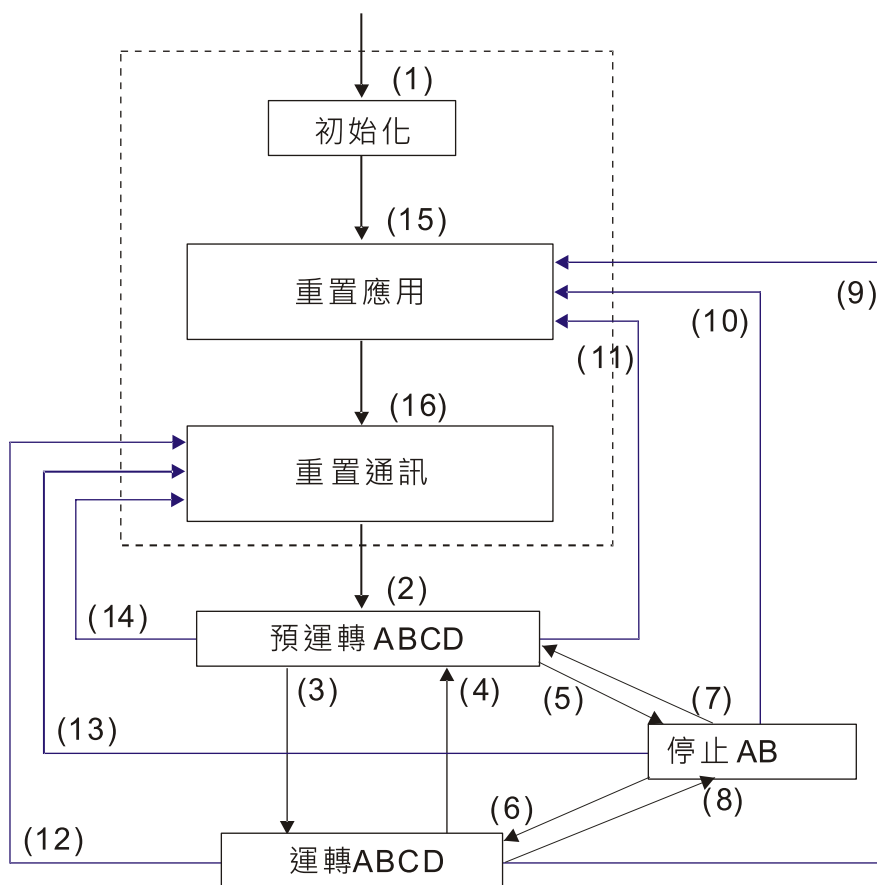 (1)
初始化
(15)
重置應用
(9)
(10)
(11)
(16)
重置通訊
(2)
(14)
預運轉 ABCD
(3)
(4)
(5)
(7)
(13)
停止 AB
(6)
(8)
(12)
運轉ABCD